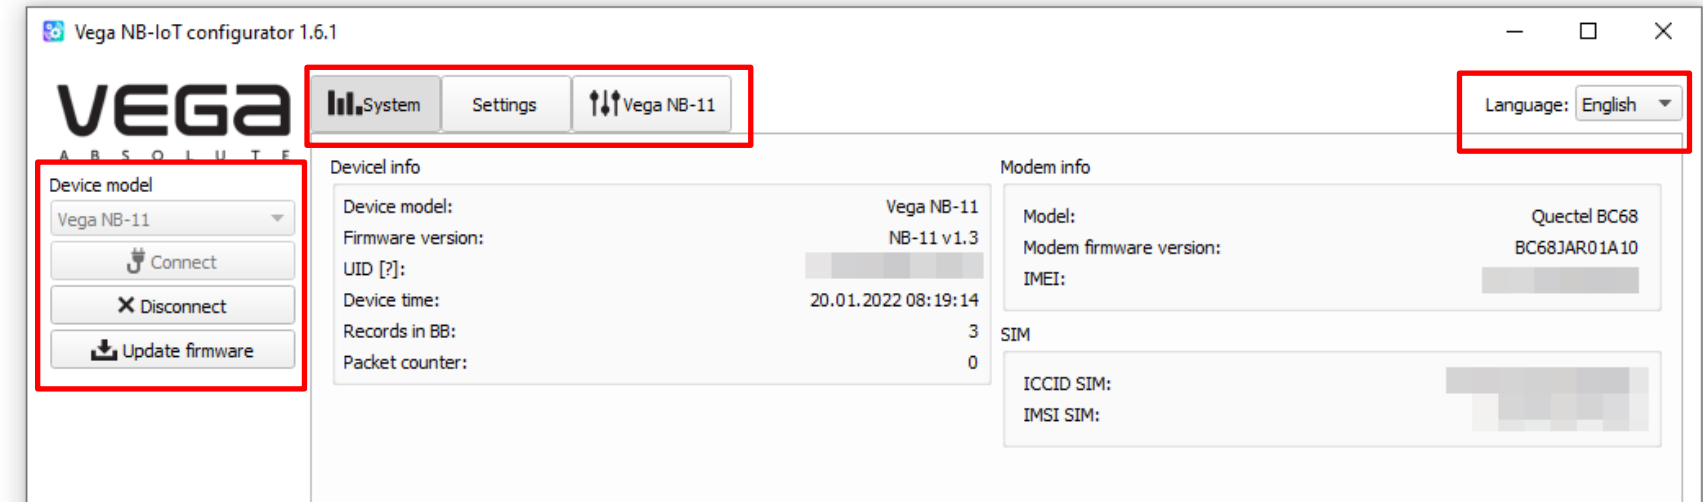 Vega NB-IoT configurator 1.6.1
VEGA
ABSOLUTE
System
Settings
Vega NB-11
Language: English
Device model
Vega NB-11
Connect
Disconnect
Update firmware
Devicel info
Device model: Vega NB-11
Firmware version: NB-11 v1.3
UID [?]:
Device time: 20.01.2022 08:19:14
Records in BB: 3
Packet counter: 0
Modem info
Model: Quectel BC68
Modem firmware version: BC68JAR01A10
IMEI:
SIM
ICCID SIM:
IMSI SIM: